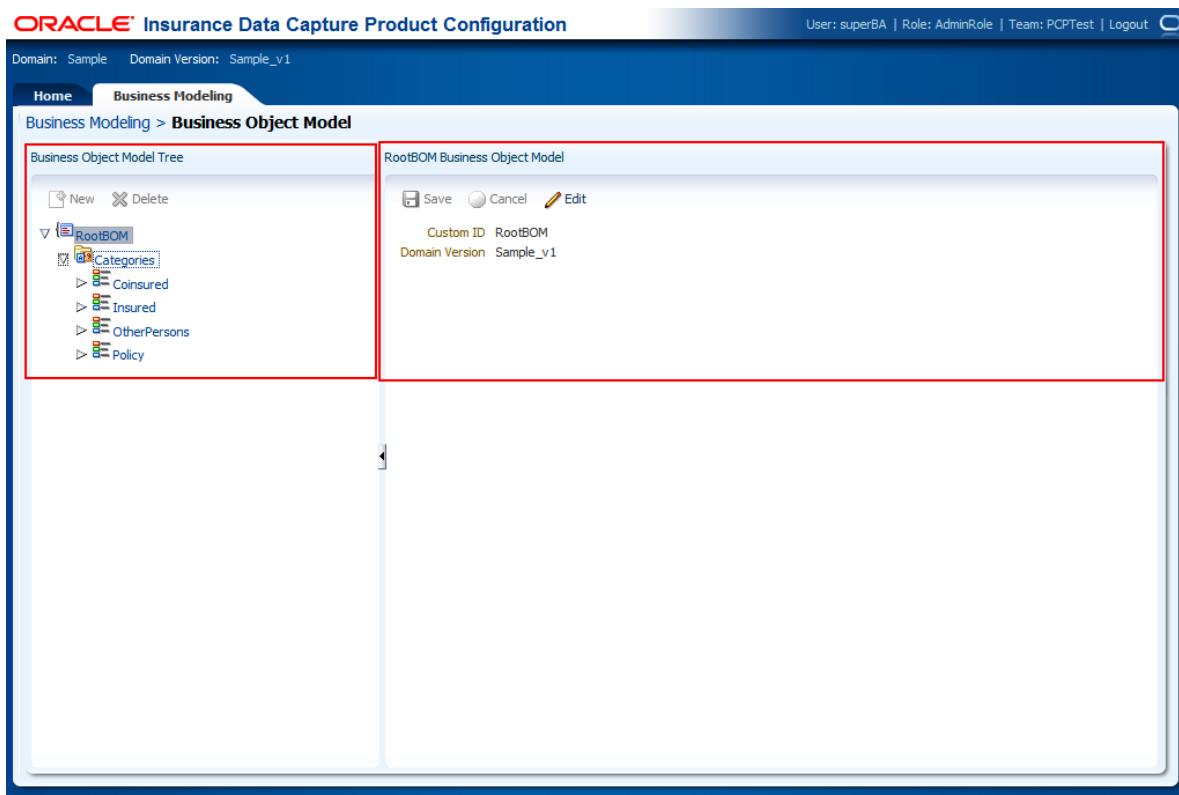 ORACLE Insurance Data Capture Product Configuration
User: superBA | Role: AdminRole | Team: PCPTest | Logout
Domain: Sample Domain Version: Sample_v1
Home Business Modeling
Business Modeling > Business Object Model
Business Object Model Tree
New Delete
RootBOM
Categories
Coinsured
Insured
OtherPersons
Policy
RootBOM Business Object Model
Save Cancel Edit
Custom ID RootBOM
Domain Version Sample_v1